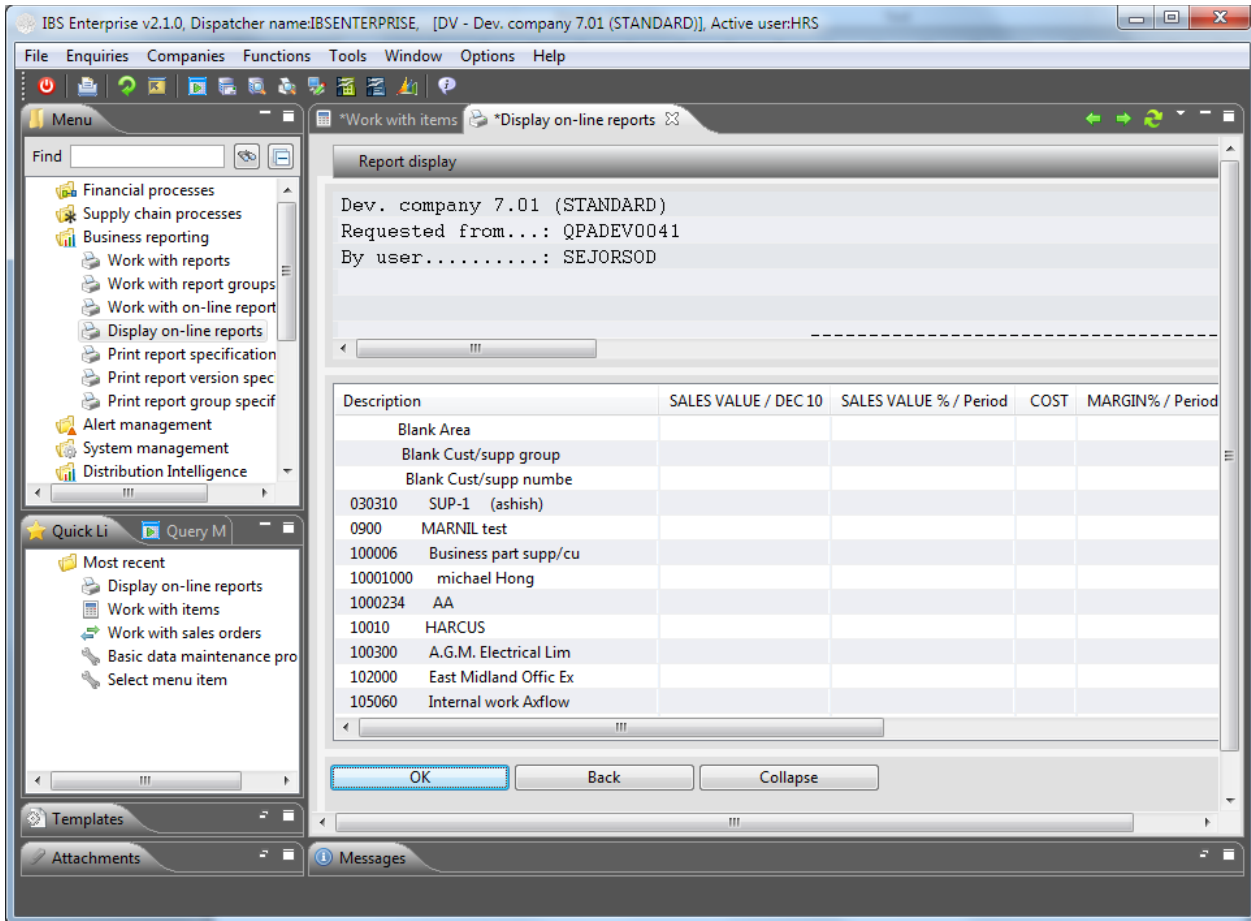 IBS Enterprise v2.1.0, Dispatcher name:IBSENTERPRISE, [DV - Dev. company 7.01 (STANDARD)], Active user:HRS
File Enquiries Companies Functions Tools Window Options Help
Menu
Find
Financial processes
Supply chain processes
Business reporting
Work with reports
Work with report groups
Work with on-line report
Display on-line reports
Print report specification
Print report version spec
Print report group specif
Alert management
System management
Distribution Intelligence
Quick Li Query M
Most recent
Display on-line reports
Work with items
Work with sales orders
Basic data maintenance pro
Select menu item
Templates
Attachments
*Work with items *Display on-line reports
Report display
Dev. company 7.01 (STANDARD)
Requested from...: QPADEV0041
By user..........: SEJORSOD
Description SALES VALUE / DEC 10 SALES VALUE % / Period COST MARGIN% / Period
Blank Area
Blank Cust/supp group
Blank Cust/supp numbe
030310 SUP-1 (ashish)
0900 MARNIL test
100006 Business part supp/cu
10001000 michael Hong
1000234 AA
10010 HARCUS
100300 A.G.M. Electrical Lim
102000 East Midland Offic Ex
105060 Internal work Axflow
OK Back Collapse
Messages